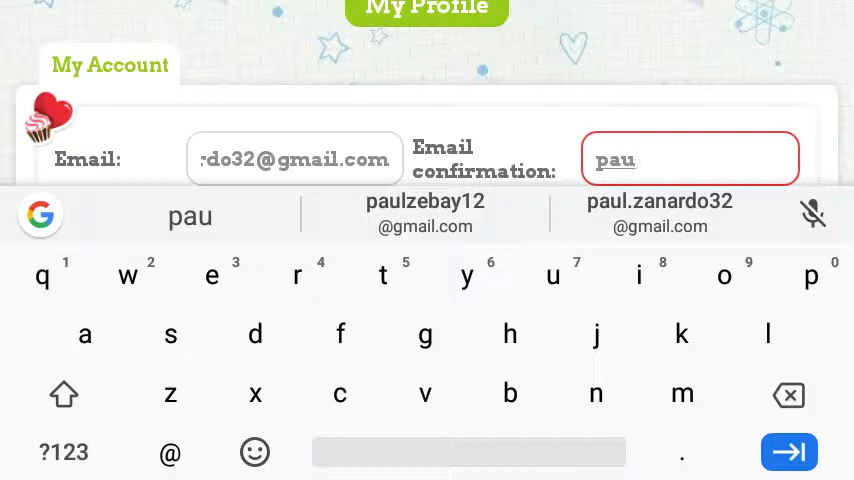 My Profile
My Account
Email:
rdo32@gmail.com
Email
confirmation:
pau
pau
paulzebay12
@gmail.com
paul.zanardo32
@gmail.com
q 1 w 2 e 3 r 4 t 5 y 6 u 7 i 8 o 9 p 0
a s d f g h j k l
z x c v b n m
?123 @ .